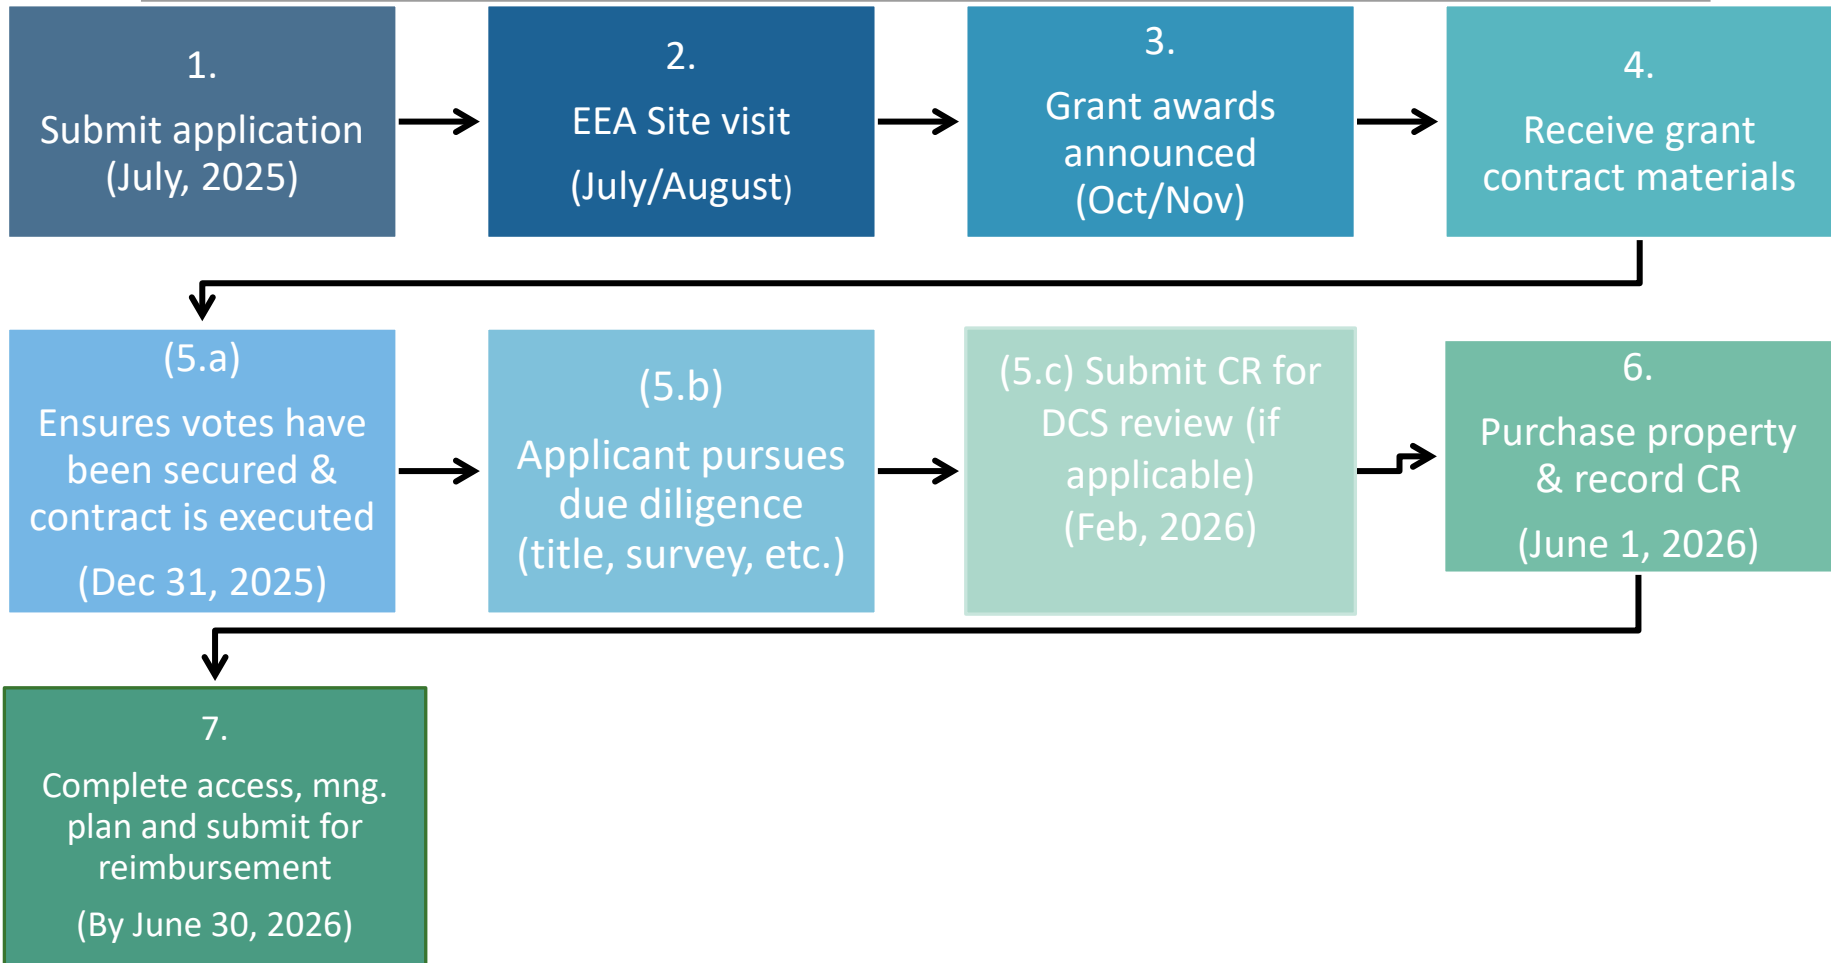 1.
Submit application
(July, 2025)
2.
EEA Site visit
(July/August)
3.
Grant awards
announced
(Oct/Nov)
4.
Receive grant
contract materials
(5.a)
Ensures votes have
been secured &
contract is executed
(Dec 31, 2025)
(5.b)
Applicant pursues
due diligence
(title, survey, etc.)
(5.c) Submit CR for
DCS review (if
applicable)
(Feb, 2026)
6.
Purchase property
& record CR
(June 1, 2026)
7.
Complete access, mng.
plan and submit for
reimbursement
(By June 30, 2026)